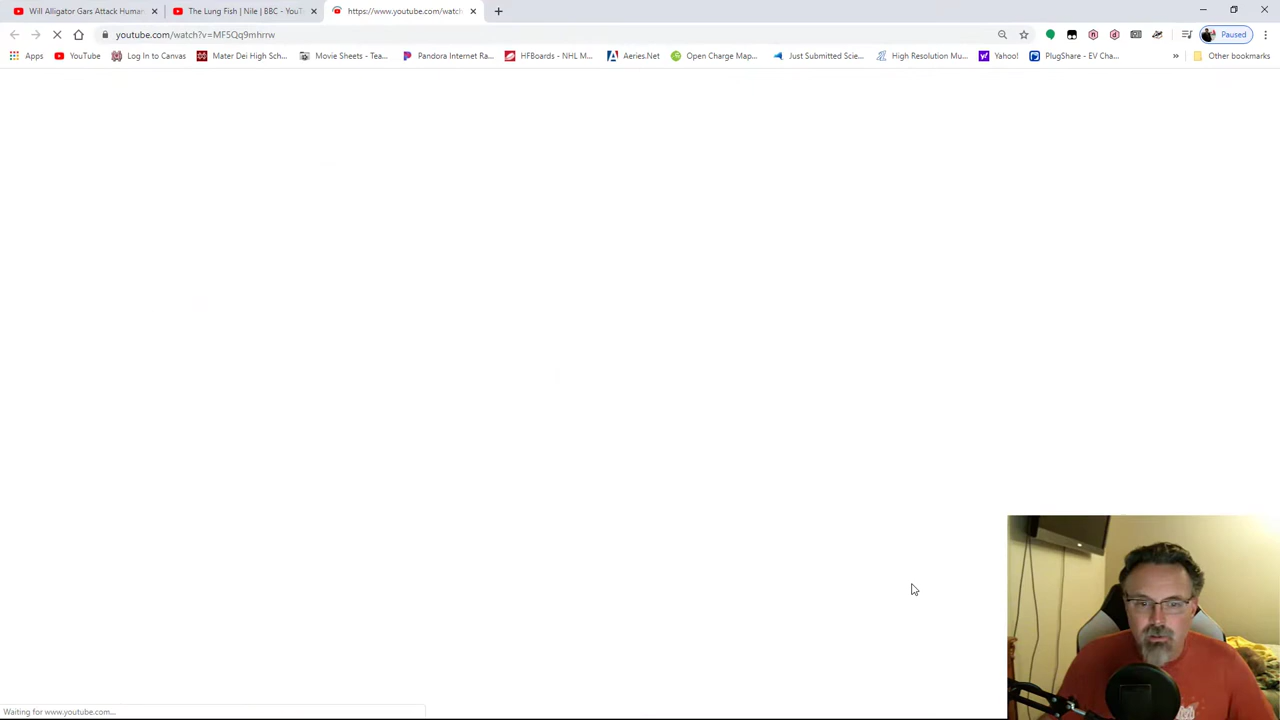 Will Alligator Gars Attack Human
The Lung Fish | Nile | BBC - YouT
https://www.youtube.com/watch
youtube.com/watch?v=MF5Qq9mhrrw
Paused
Apps
YouTube
Log In to Canvas
Mater Dei High Sch...
Movie Sheets - Tea...
Pandora Internet Ra...
HFBoards - NHL M...
Aeries.Net
Open Charge Map...
Just Submitted Scie...
High Resolution Mu...
Yahoo!
PlugShare - EV Cha...
»
Other bookmarks
Waiting for www.youtube.com...